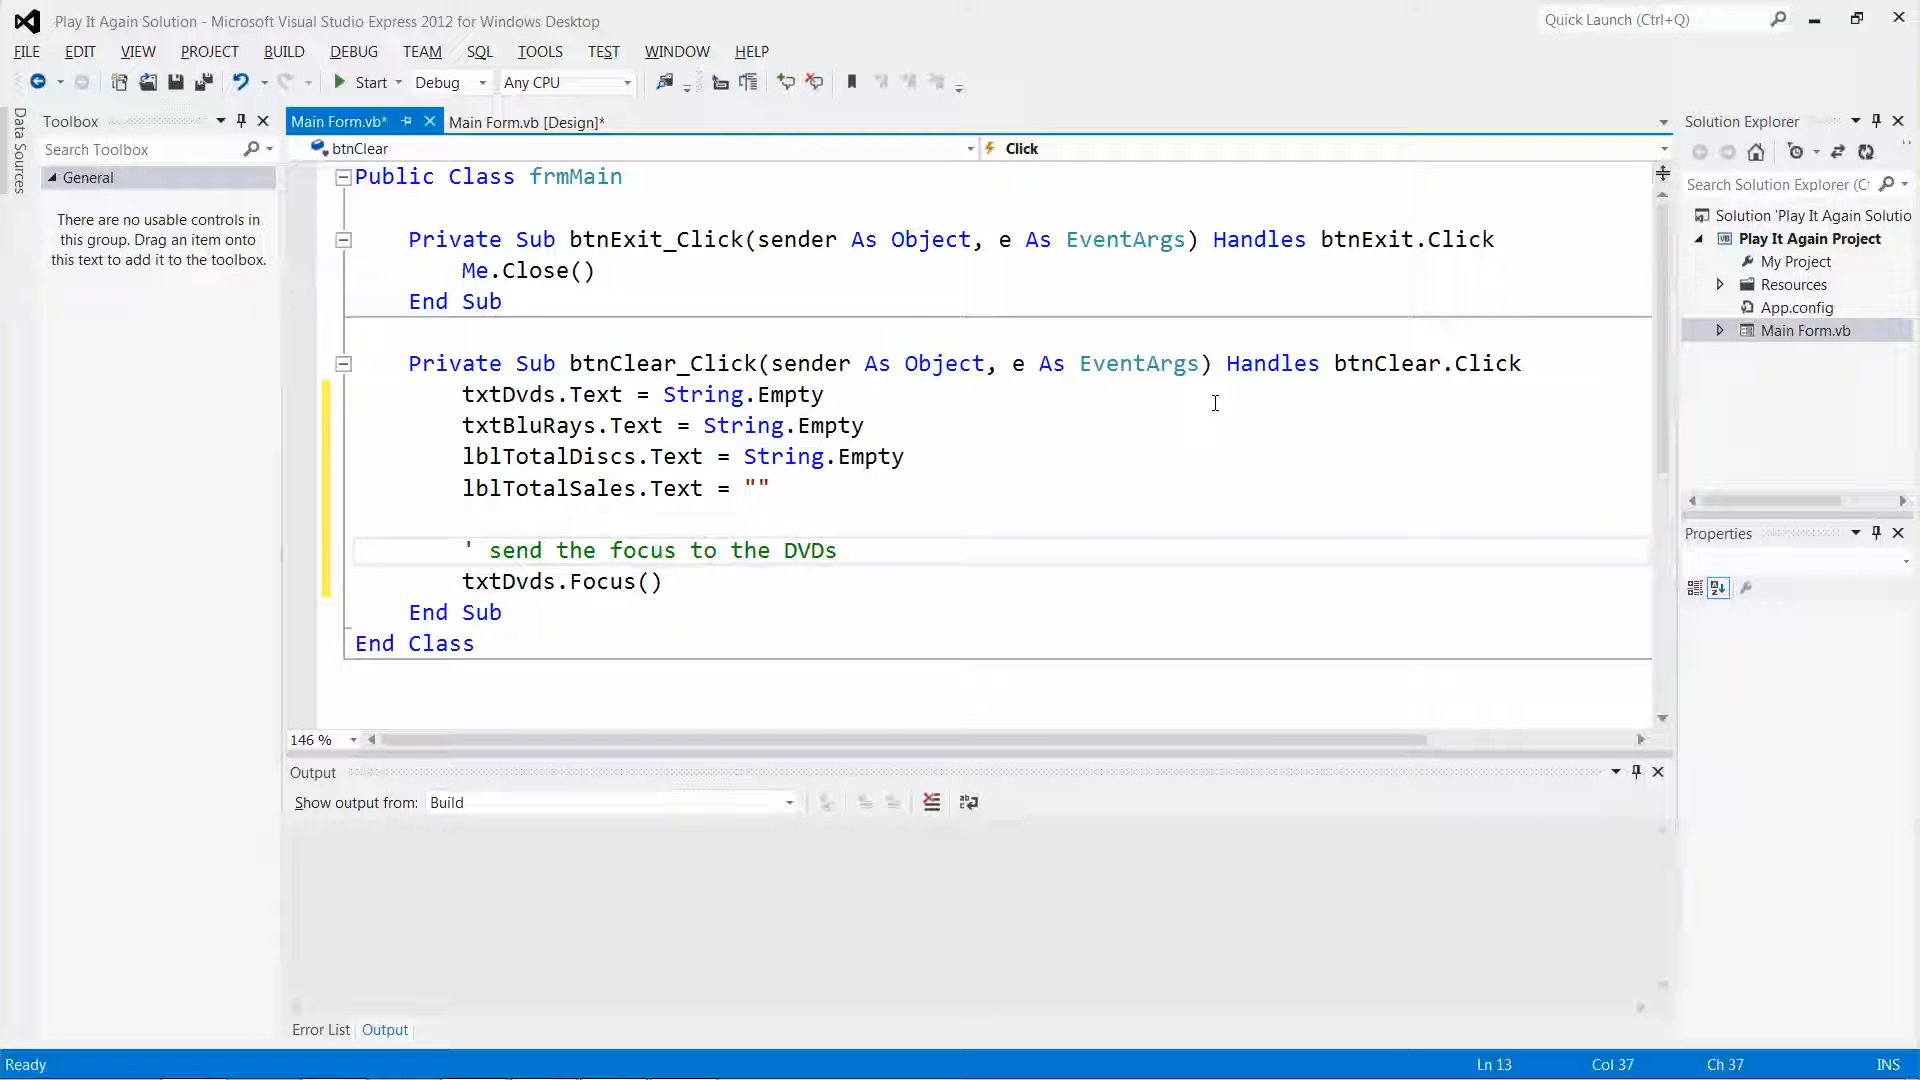 Play It Again Solution - Microsoft Visual Studio Express 2012 for Windows Desktop
Quick Launch (Ctrl+Q)
FILE EDIT VIEW PROJECT BUILD DEBUG TEAM SQL TOOLS TEST WINDOW HELP
Start Debug Any CPU
Data Sources
Toolbox
Search Toolbox
General
There are no usable controls in
this group. Drag an item onto
this text to add it to the toolbox.
Main Form.vb* Main Form.vb [Design]*
btnClear Click
Public Class frmMain
Private Sub btnExit_Click(sender As Object, e As EventArgs) Handles btnExit.Click
Me.Close()
End Sub
Private Sub btnClear_Click(sender As Object, e As EventArgs) Handles btnClear.Click
txtDvds.Text = String.Empty
txtBluRays.Text = String.Empty
lblTotalDiscs.Text = String.Empty
lblTotalSales.Text = ""
' send the focus to the DVDs
txtDvds.Focus()
End Sub
End Class
146 %
Output
Show output from: Build
Error List Output
Solution Explorer
Search Solution Explorer (C
Solution 'Play It Again Solutio
Play It Again Project
My Project
Resources
App.config
Main Form.vb
Properties
Ready Ln 13 Col 37 Ch 37 INS